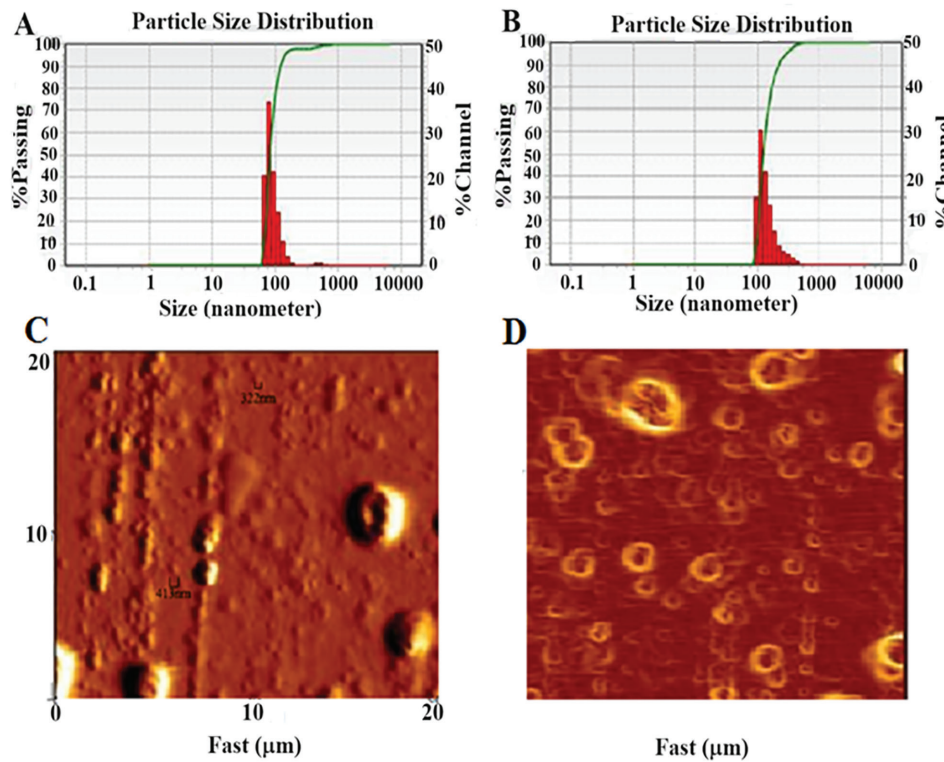 A Particle Size Distribution
100
90
80
70
60
50
40
30
20
10
0
%Passing
50
40
30
20
10
0
%Channel
0.1 1 10 100 1000 10000
Size (nanometer)
B Particle Size Distribution
100
90
80
70
60
50
40
30
20
10
0
%Passing
50
40
30
20
10
0
%Channel
0.1 1 10 100 1000 10000
Size (nanometer)
C
20
10
322nm
413nm
0 10 20
Fast (µm)
D
Fast (µm)